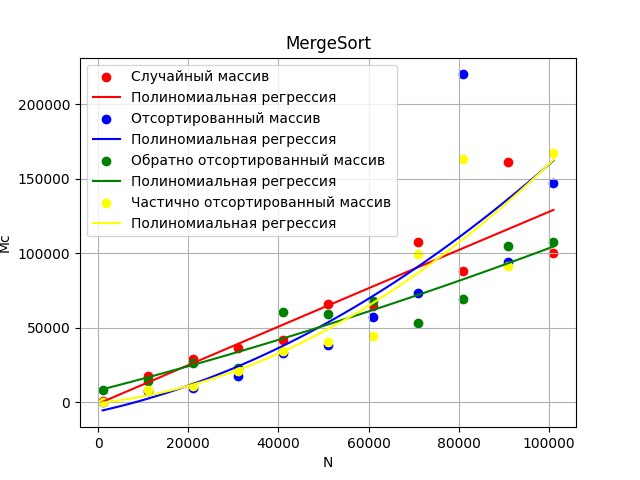 MergeSort
Случайный массив
Полиномиальная регрессия
Отсортированный массив
Полиномиальная регрессия
Обратно отсортированный массив
Полиномиальная регрессия
Частично отсортированный массив
Полиномиальная регрессия
200000
150000
100000
50000
0
Мс
0 20000 40000 60000 80000 100000
N